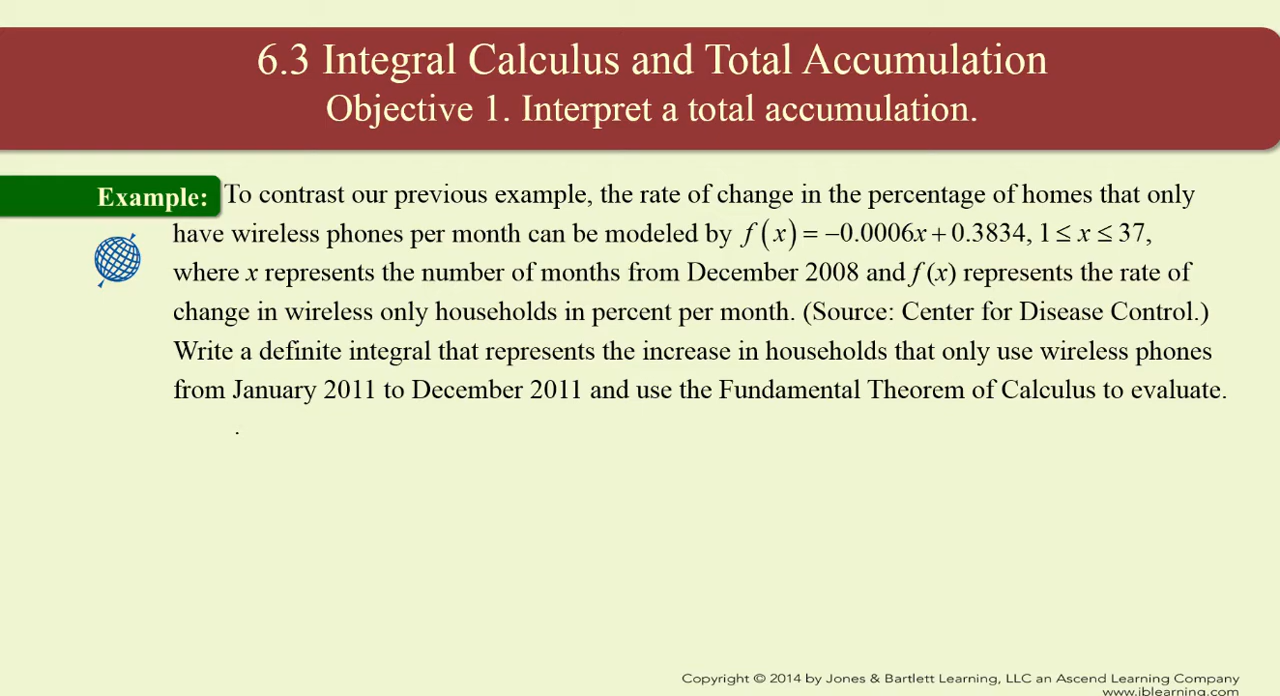 6.3 Integral Calculus and Total Accumulation
Objective 1. Interpret a total accumulation.
Example: To contrast our previous example, the rate of change in the percentage of homes that only
have wireless phones per month can be modeled by f(x) = −0.0006x + 0.3834, 1 ≤ x ≤ 37,
where x represents the number of months from December 2008 and f(x) represents the rate of
change in wireless only households in percent per month. (Source: Center for Disease Control.)
Write a definite integral that represents the increase in households that only use wireless phones
from January 2011 to December 2011 and use the Fundamental Theorem of Calculus to evaluate.
.
Copyright © 2014 by Jones & Bartlett Learning, LLC an Ascend Learning Company
www.jblearning.com